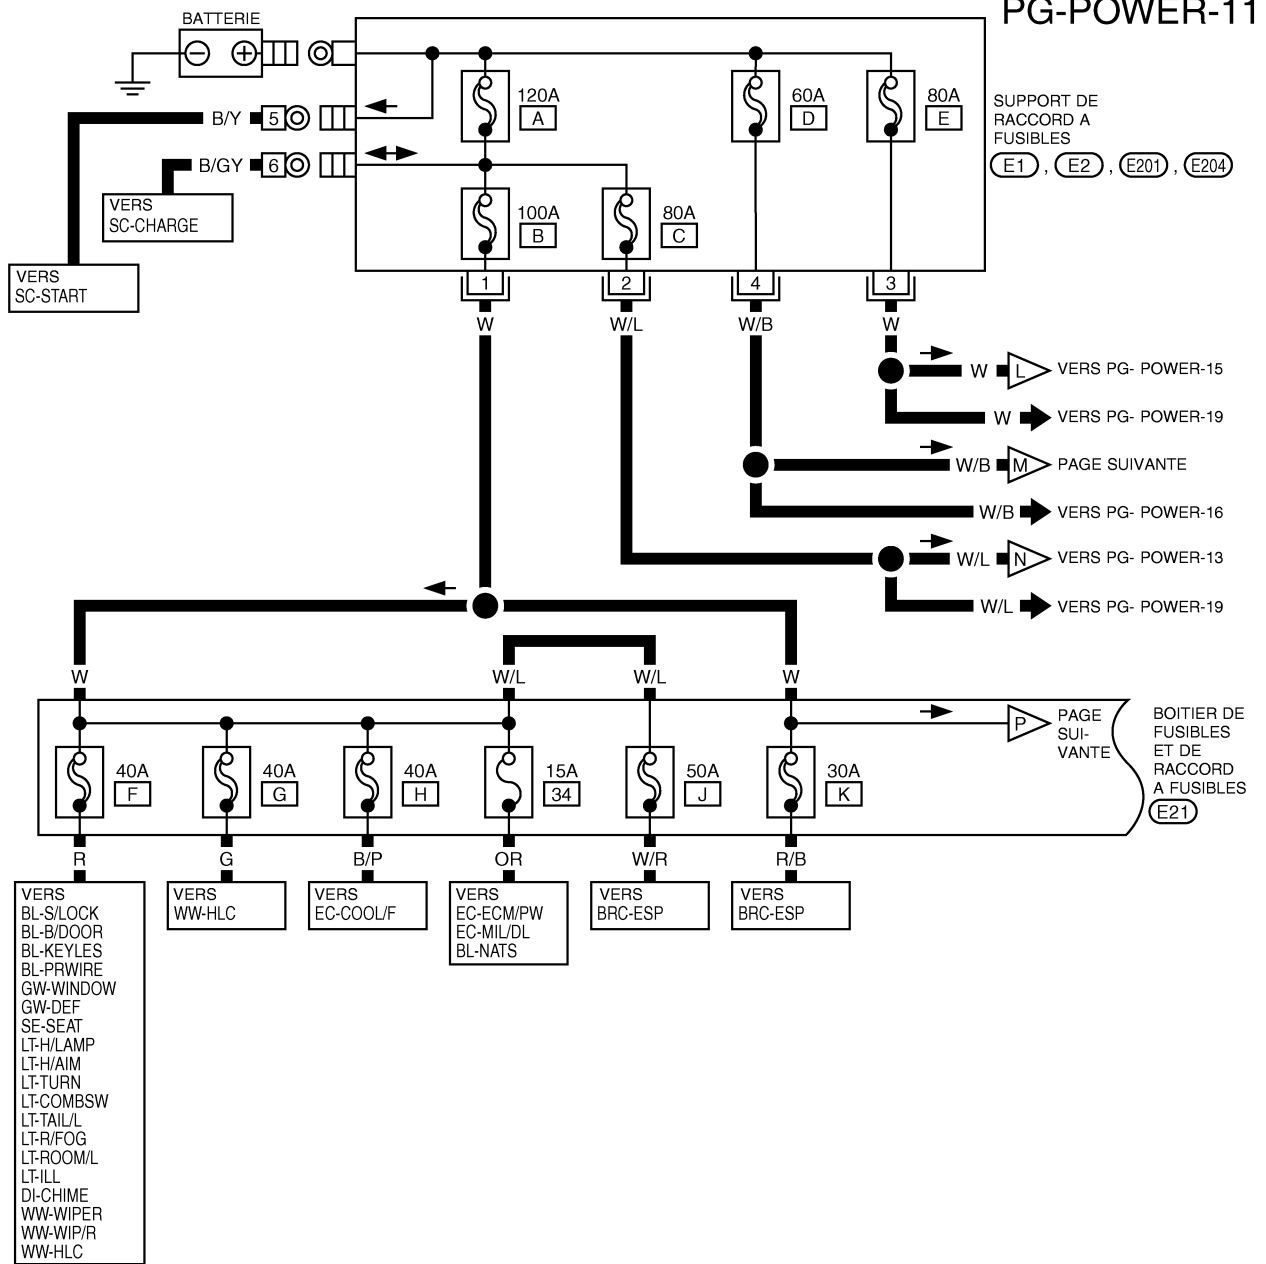 PG-POWER-11
BATTERIE
120A
A
60A
D
80A
E
SUPPORT DE
RACCORD A
FUSIBLES
E1 , E2 , E201 , E204
B/Y 5
B/GY 6
VERS
SC-CHARGE
VERS
SC-START
100A
B
80A
C
1 2 4 3
W W/L W/B W
W L VERS PG- POWER-15
W VERS PG- POWER-19
W/B M PAGE SUIVANTE
W/B VERS PG- POWER-16
W/L N VERS PG- POWER-13
W/L VERS PG- POWER-19
W W/L W/L W
P PAGE
SUI-
VANTE
BOITIER DE
FUSIBLES
ET DE
RACCORD
A FUSIBLES
E21
40A
F
40A
G
40A
H
15A
34
50A
J
30A
K
R G B/P OR W/R R/B
VERS
BL-S/LOCK
BL-B/DOOR
BL-KEYLES
BL-PRWIRE
GW-WINDOW
GW-DEF
SE-SEAT
LT-H/LAMP
LT-H/AIM
LT-TURN
LT-COMBSW
LT-TAIL/L
LT-R/FOG
LT-ROOM/L
LT-ILL
DI-CHIME
WW-WIPER
WW-WIP/R
WW-HLC
VERS
WW-HLC
VERS
EC-COOL/F
VERS
EC-ECM/PW
EC-MIL/DL
BL-NATS
VERS
BRC-ESP
VERS
BRC-ESP